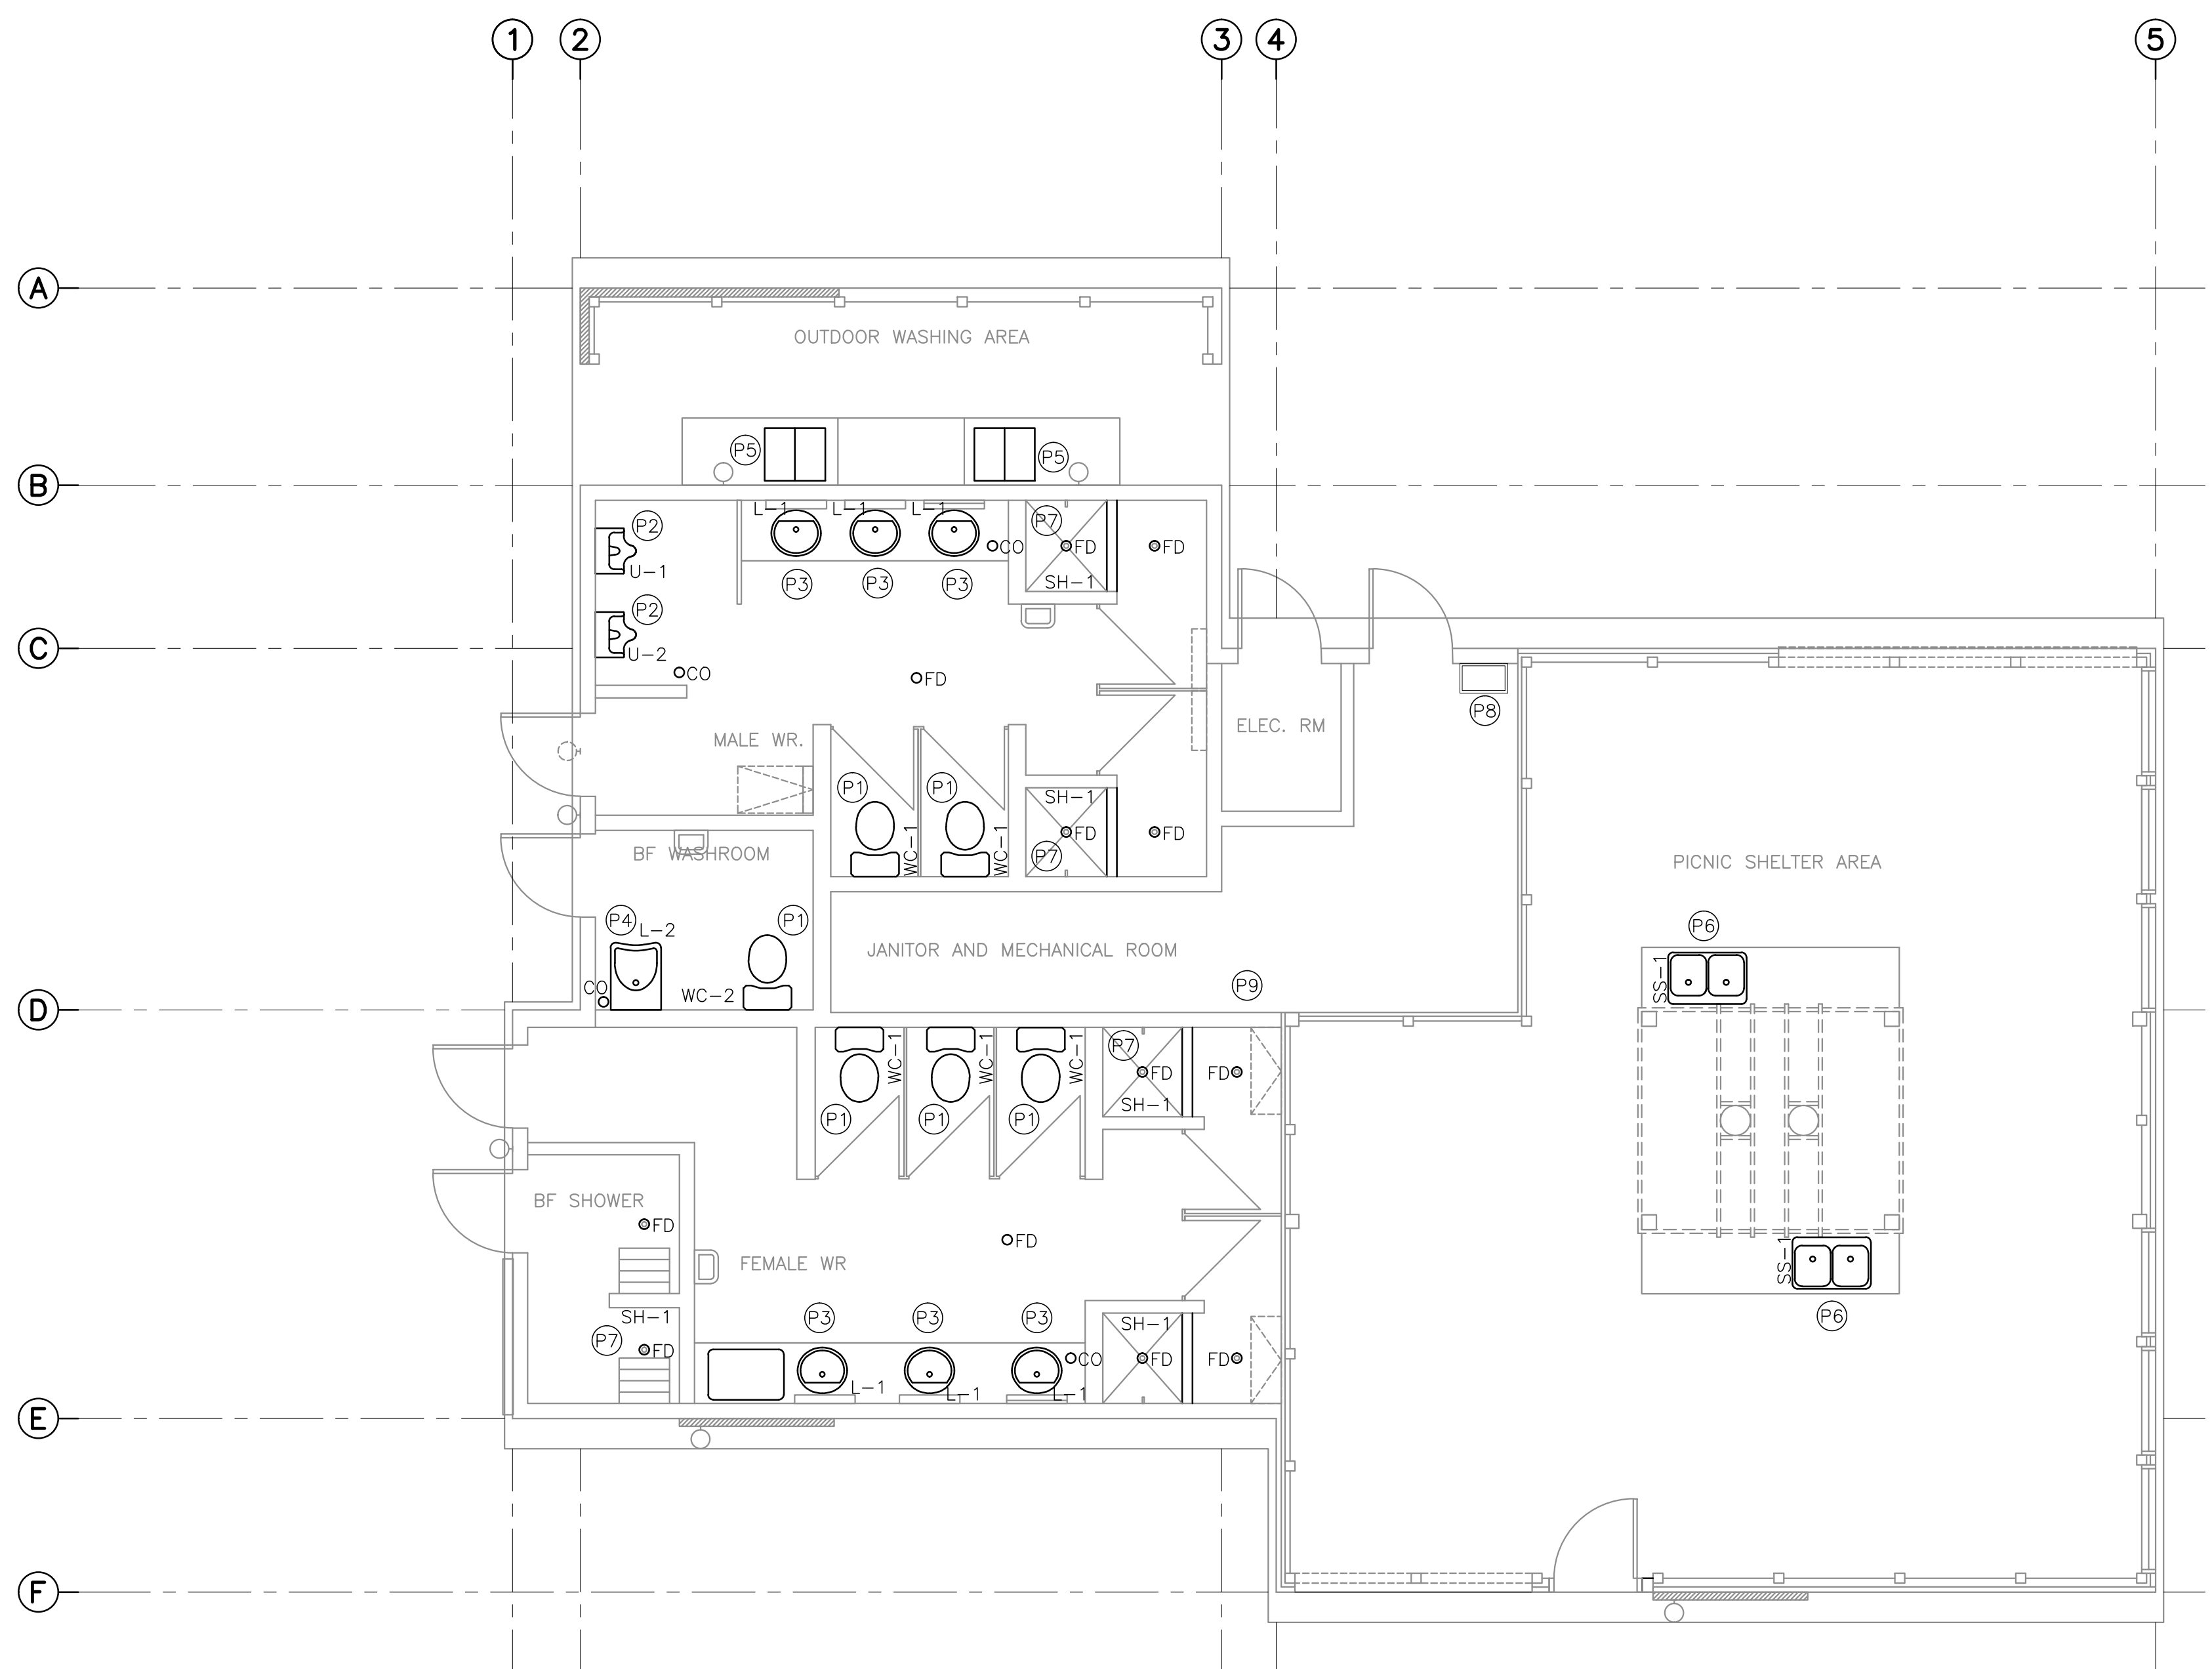 1 2 3 4 5
A
OUTDOOR WASHING AREA
P5 P5
B
L-1 L-1 L-1
P2 P7
CO FD FD
U-1 P3 P3 P3 SH-1
P2
C
U-2
CO FD
P8
MALE WR. ELEC. RM
P1 P1 SH-1
FD FD
WC-1 WC-1 P7
BF WASHROOM
PICNIC SHELTER AREA
P4 L-2 P1
P6
JANITOR AND MECHANICAL ROOM
SS-1
CO WC-2 P9
D
WC-1 WC-1 WC-1 P7
FD FD
P1 P1 P1 SH-1
BF SHOWER
FD
FEMALE WR FD
SS-1
SH-1 P3 P3 P3 SH-1 P6
P7 FD
CO FD FD
L-1 L-1 L-1
E
F